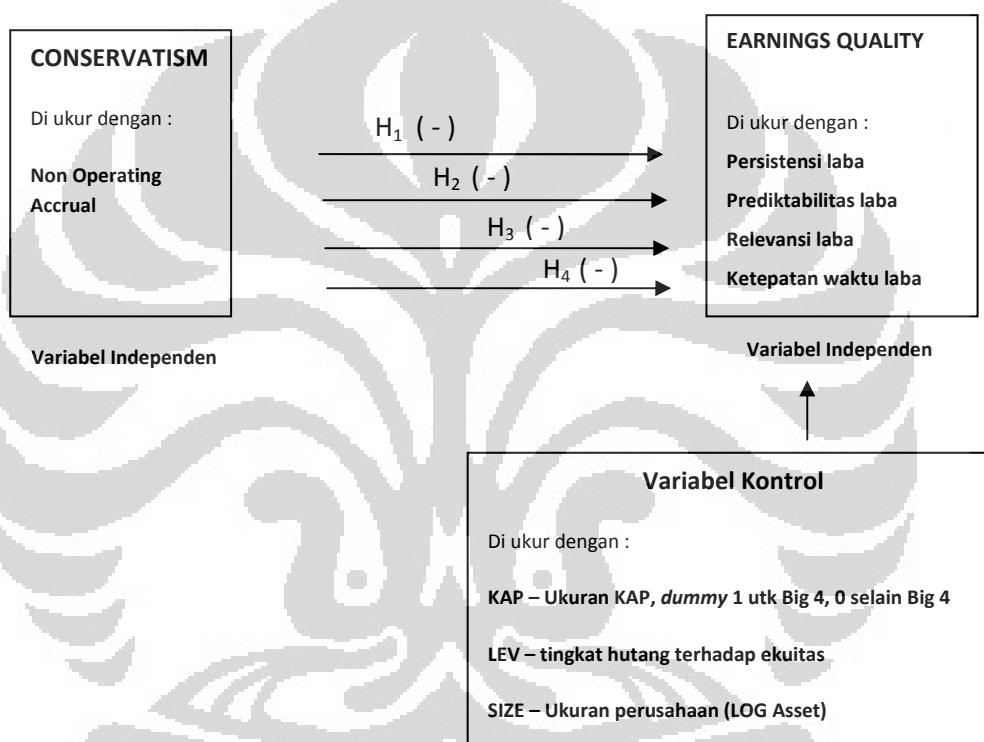 CONSERVATISM
Di ukur dengan :
Non Operating
Accrual
Variabel Independen
H₁ ( - )
H₂ ( - )
H₃ ( - )
H₄ ( - )
EARNINGS QUALITY
Di ukur dengan :
Persistensi laba
Prediktabilitas laba
Relevansi laba
Ketepatan waktu laba
Variabel Independen
Variabel Kontrol
Di ukur dengan :
KAP – Ukuran KAP, dummy 1 utk Big 4, 0 selain Big 4
LEV – tingkat hutang terhadap ekuitas
SIZE – Ukuran perusahaan (LOG Asset)